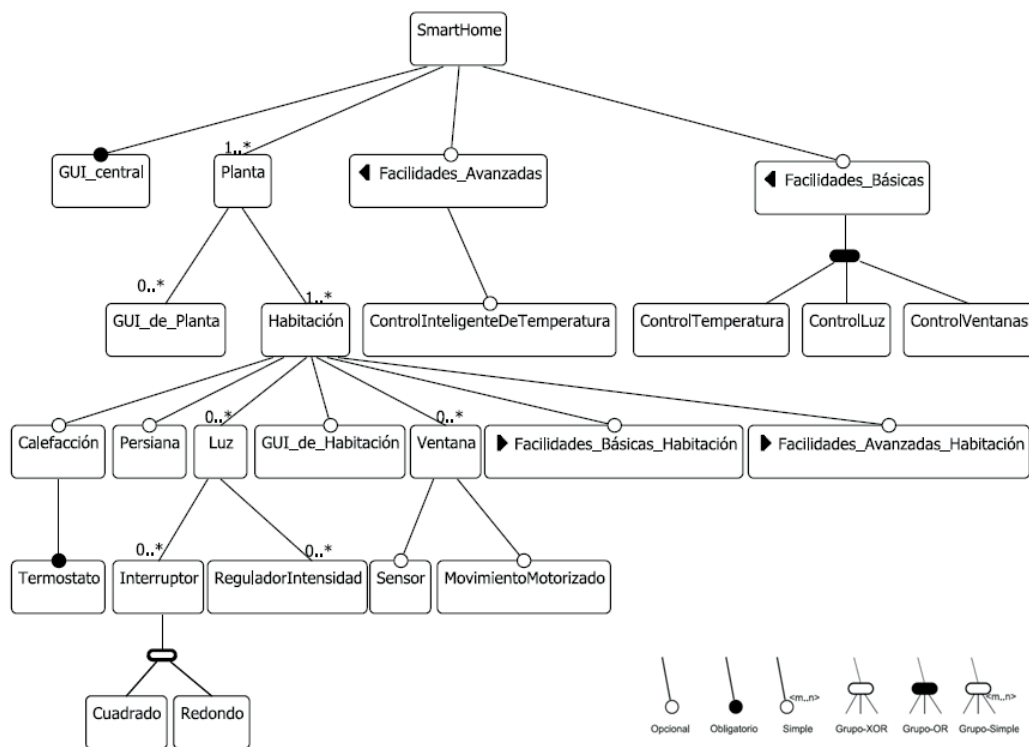 SmartHome
GUI_central
1..*
Planta
Facilidades_Avanzadas
Facilidades_Básicas
0..*
GUI_de_Planta
1..*
Habitación
ControlInteligenteDeTemperatura
ControlTemperatura
ControlLuz
ControlVentanas
Calefacción
Persiana
0..*
Luz
GUI_de_Habitación
0..*
Ventana
Facilidades_Básicas_Habitación
Facilidades_Avanzadas_Habitación
Termostato
0..*
Interruptor
0..*
ReguladorIntensidad
Sensor
MovimientoMotorizado
Cuadrado
Redondo
<m..n>
<m..n>
Opcional
Obligatorio
Simple
Grupo-XOR
Grupo-OR
Grupo-Simple